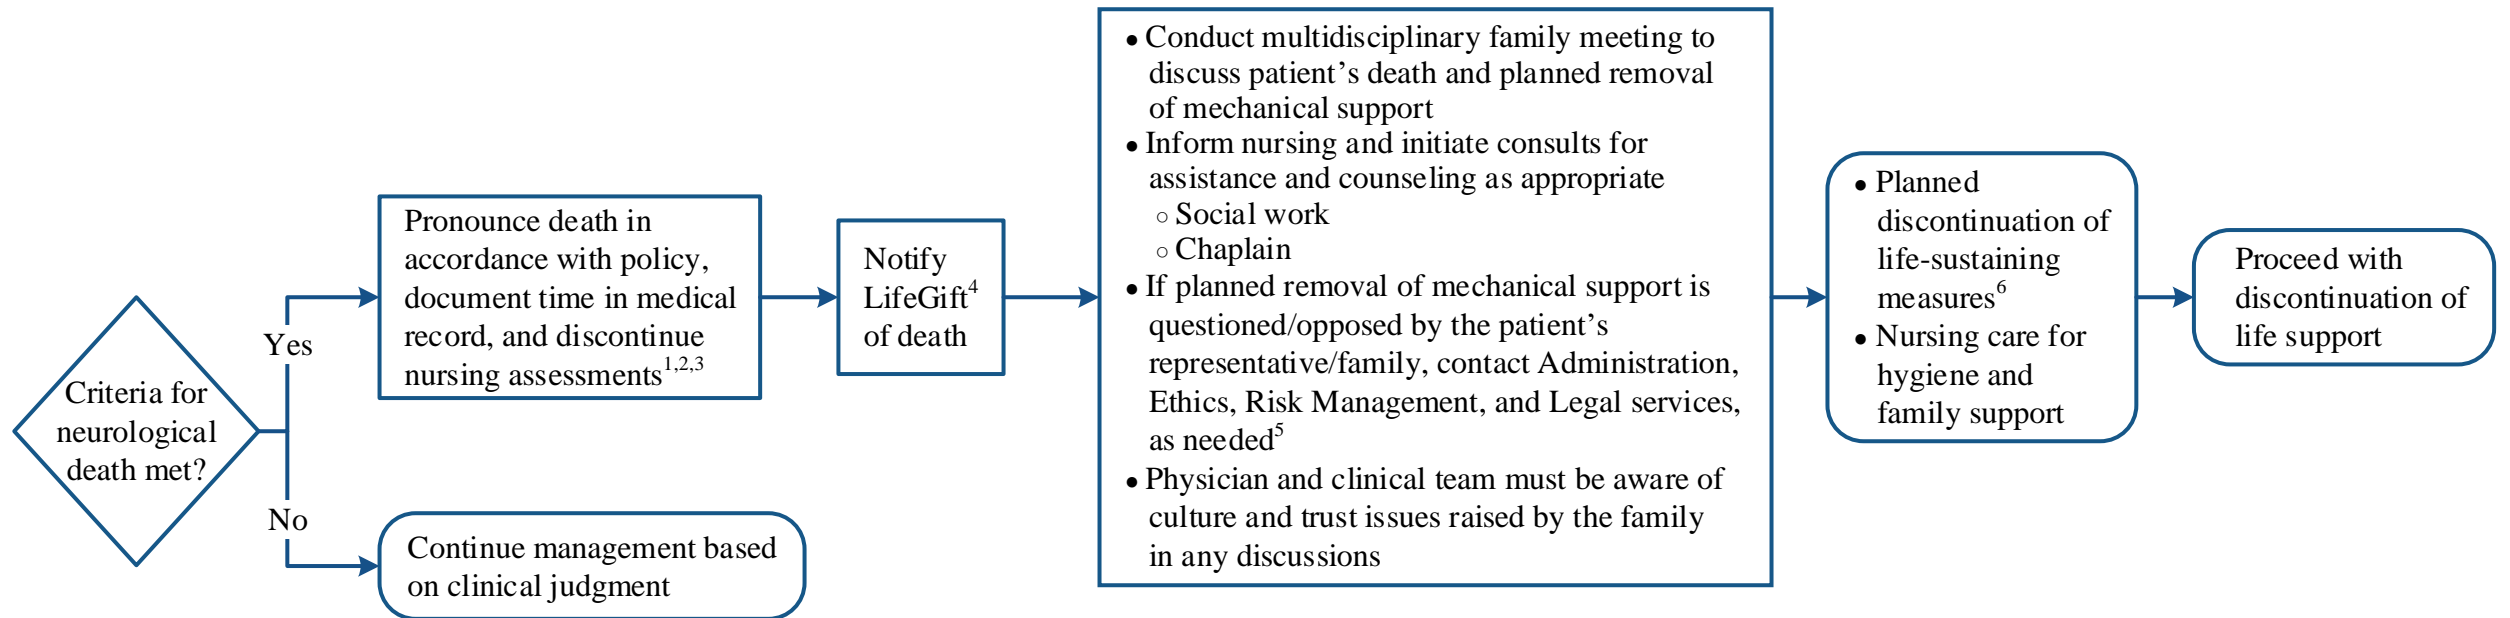 Criteria for
neurological
death met?
Yes
No
Pronounce death in
accordance with policy,
document time in medical
record, and discontinue
nursing assessments1,2,3
Continue management based
on clinical judgment
Notify
LifeGift4
of death
• Conduct multidisciplinary family meeting to
discuss patient’s death and planned removal
of mechanical support
• Inform nursing and initiate consults for
assistance and counseling as appropriate
○ Social work
○ Chaplain
• If planned removal of mechanical support is
questioned/opposed by the patient’s
representative/family, contact Administration,
Ethics, Risk Management, and Legal services,
as needed5
• Physician and clinical team must be aware of
culture and trust issues raised by the family
in any discussions
• Planned
discontinuation of
life-sustaining
measures6
• Nursing care for
hygiene and
family support
Proceed with
discontinuation of
life support